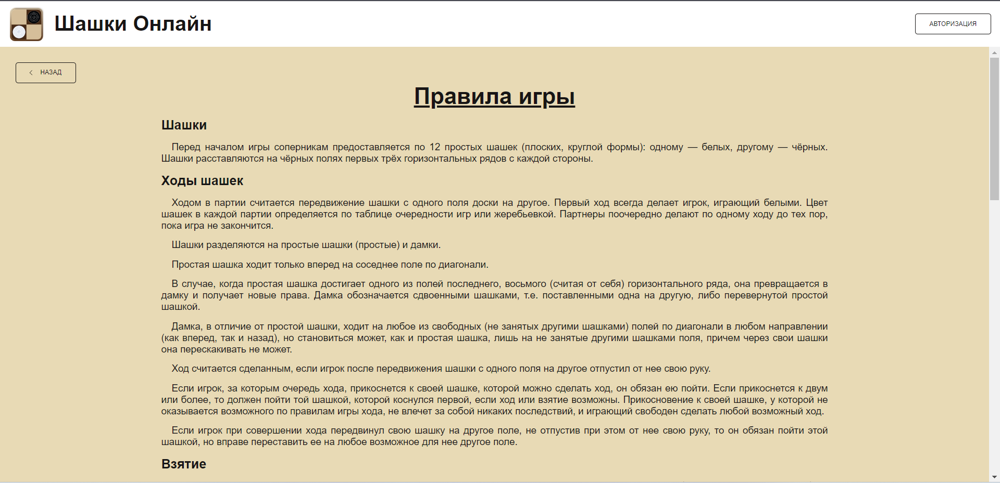 Шашки Онлайн
АВТОРИЗАЦИЯ
НАЗАД
Правила игры
Шашки
Перед началом игры соперникам предоставляется по 12 простых шашек (плоских, круглой формы): одному — белых, другому — чёрных.
Шашки расставляются на чёрных полях первых трёх горизонтальных рядов с каждой стороны.
Ходы шашек
Ходом в партии считается передвижение шашки с одного поля доски на другое. Первый ход всегда делает игрок, играющий белыми. Цвет
шашек в каждой партии определяется по таблице очередности игр или жеребьевкой. Партнеры поочередно делают по одному ходу до тех пор,
пока игра не закончится.
Шашки разделяются на простые шашки (простые) и дамки.
Простая шашка ходит только вперед на соседнее поле по диагонали.
В случае, когда простая шашка достигает одного из полей последнего, восьмого (считая от себя) горизонтального ряда, она превращается в
дамку и получает новые права. Дамка обозначается сдвоенными шашками, т.е. поставленными одна на другую, либо перевернутой простой
шашкой.
Дамка, в отличие от простой шашки, ходит на любое из свободных (не занятых другими шашками) полей по диагонали в любом направлении
(как вперед, так и назад), но становиться может, как и простая шашка, лишь на не занятые другими шашками поля, причем через свои шашки
она перескакивать не может.
Ход считается сделанным, если игрок после передвижения шашки с одного поля на другое отпустил от нее свою руку.
Если игрок, за которым очередь хода, прикоснется к своей шашке, которой можно сделать ход, он обязан ею пойти. Если прикоснется к двум
или более, то должен пойти той шашкой, которой коснулся первой, если ход или взятие возможны. Прикосновение к своей шашке, у которой не
оказывается возможного по правилам игры хода, не влечет за собой никаких последствий, и играющий свободен сделать любой возможный ход.
Если игрок при совершении хода передвинул свою шашку на другое поле, не отпустив при этом от нее свою руку, то он обязан пойти этой
шашкой, но вправе переставить ее на любое возможное для нее другое поле.
Взятие